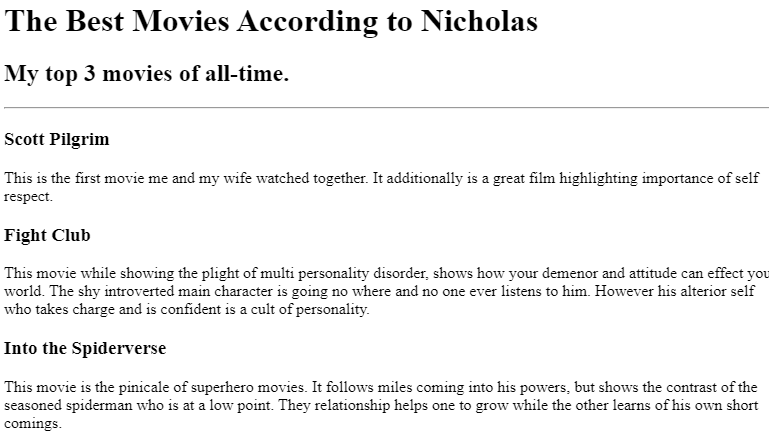 The Best Movies According to Nicholas
My top 3 movies of all-time.
Scott Pilgrim
This is the first movie me and my wife watched together. It additionally is a great film highlighting importance of self
respect.
Fight Club
This movie while showing the plight of multi personality disorder, shows how your demenor and attitude can effect you
world. The shy introverted main character is going no where and no one ever listens to him. However his alterior self
who takes charge and is confident is a cult of personality.
Into the Spiderverse
This movie is the pinicale of superhero movies. It follows miles coming into his powers, but shows the contrast of the
seasoned spiderman who is at a low point. They relationship helps one to grow while the other learns of his own short
comings.